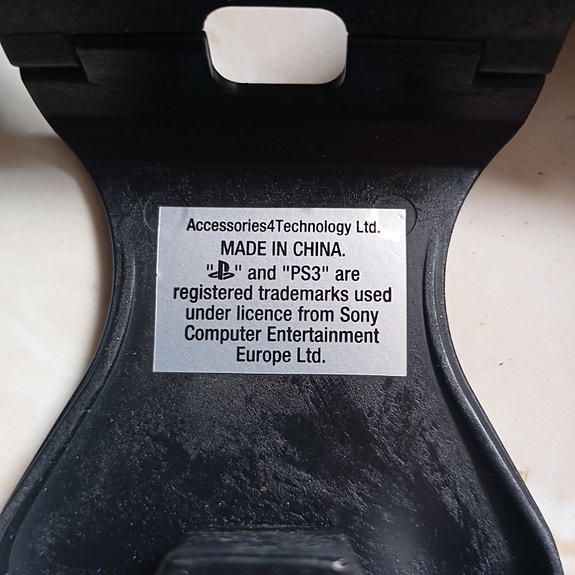 Accessories4Technology Ltd.
MADE IN CHINA.
"" and "PS3" are
registered trademarks used
under licence from Sony
Computer Entertainment
Europe Ltd.